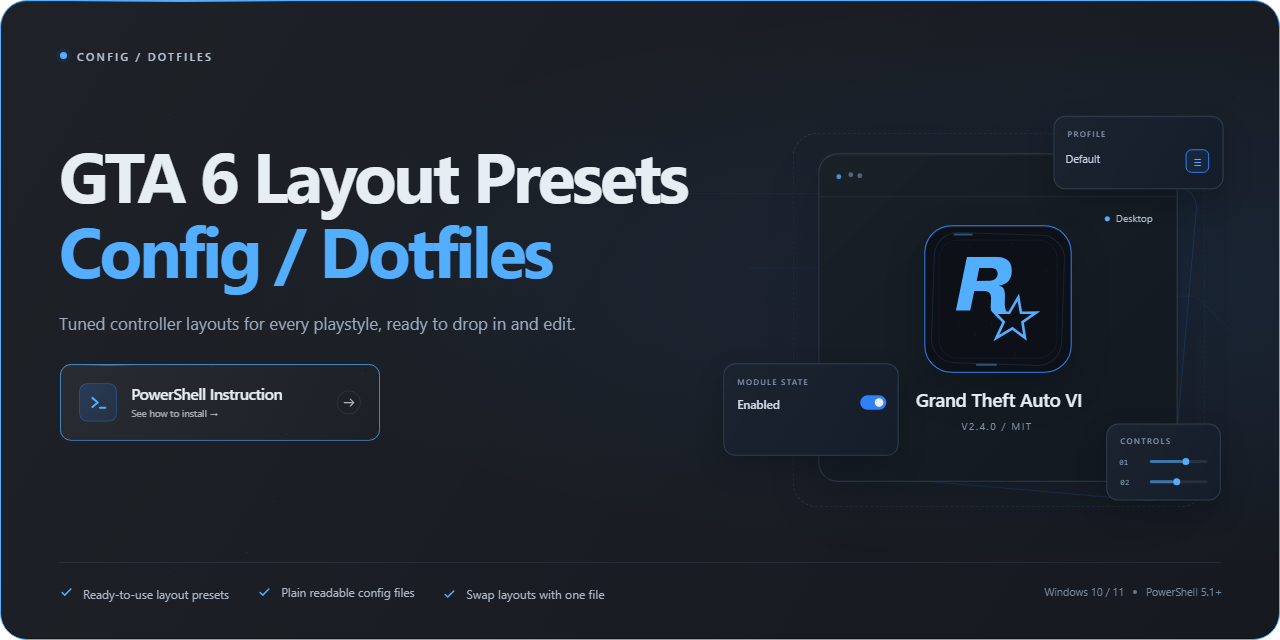 CONFIG / DOTFILES
GTA 6 Layout Presets
Config / Dotfiles
Tuned controller layouts for every playstyle, ready to drop in and edit.
PowerShell Instruction
See how to install →
PROFILE
Default
Desktop
R
MODULE STATE
Enabled
Grand Theft Auto VI
V2.4.0 / MIT
CONTROLS
01
02
Ready-to-use layout presets
Plain readable config files
Swap layouts with one file
Windows 10 / 11 • PowerShell 5.1+